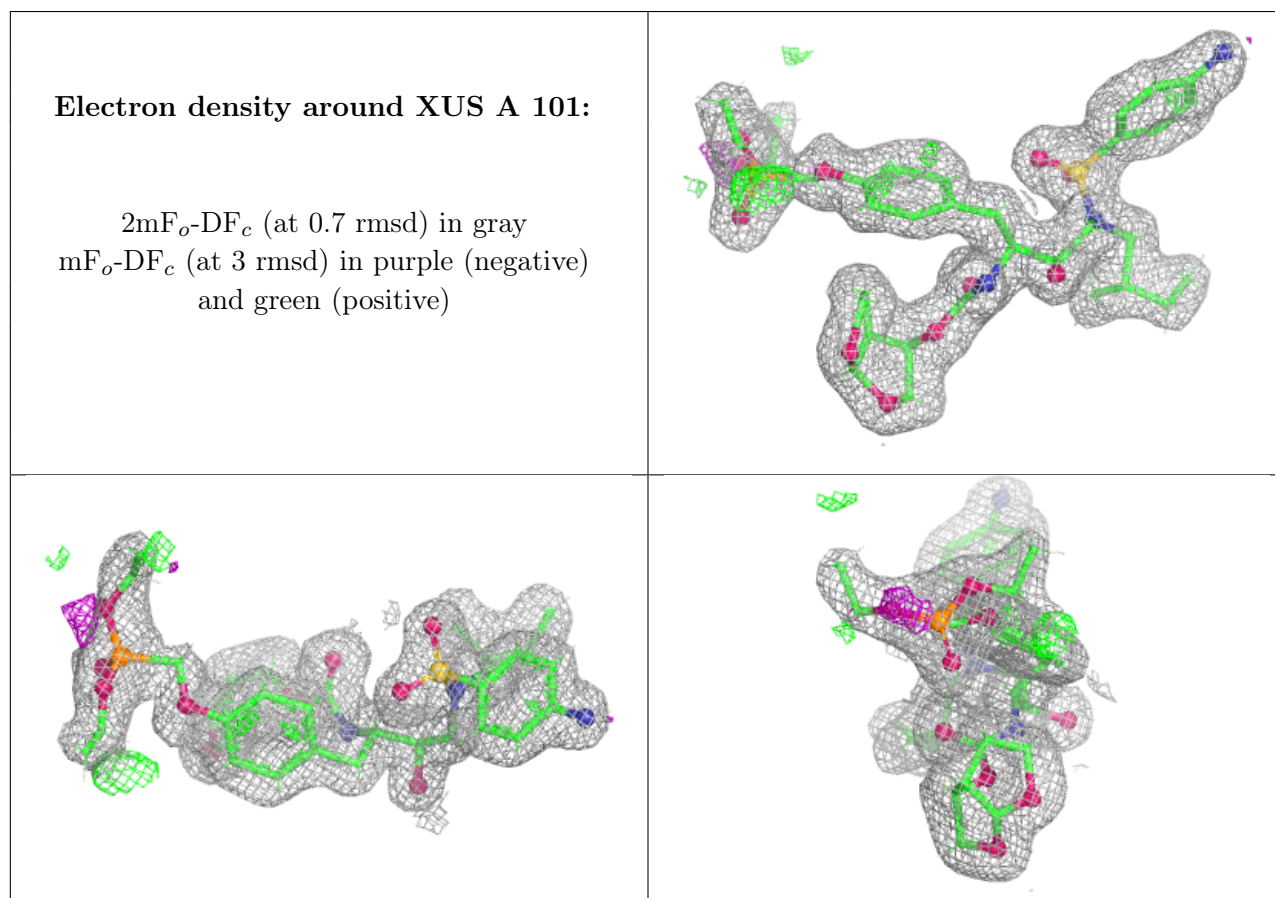 Electron density around XUS A 101:
2mFo-DFc (at 0.7 rmsd) in gray
mFo-DFc (at 3 rmsd) in purple (negative)
and green (positive)